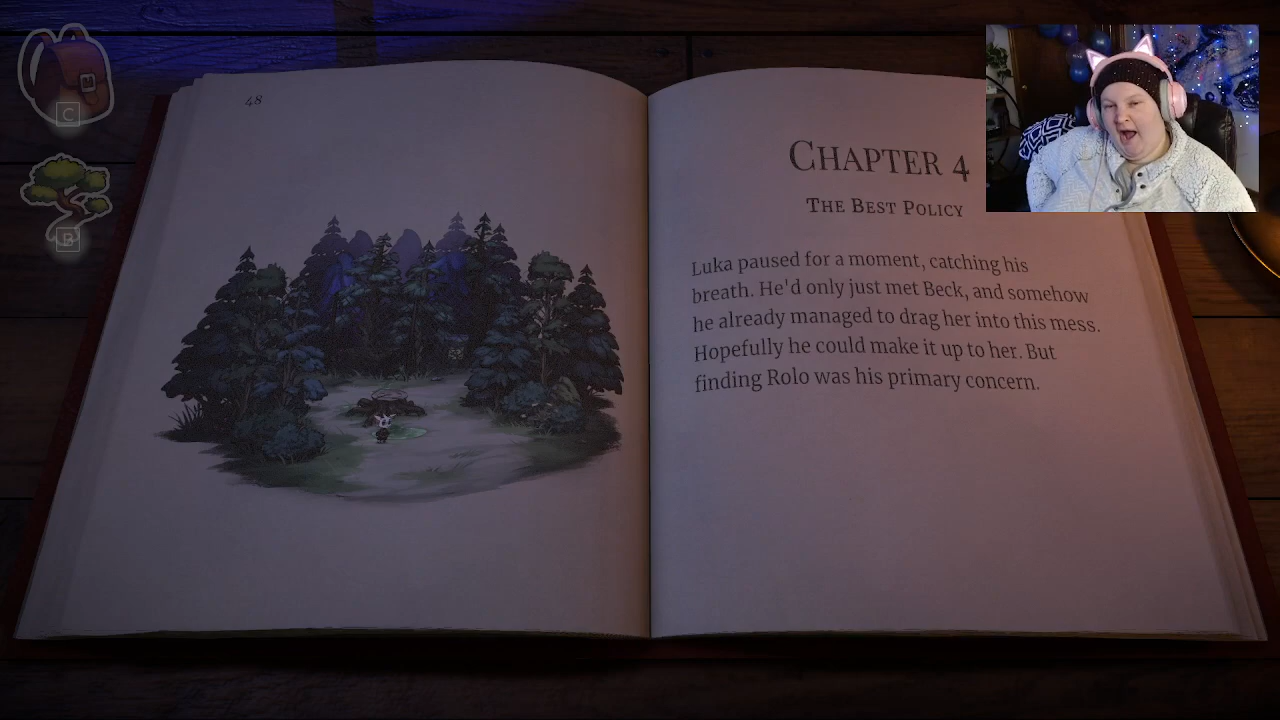 C
B
48
Chapter 4
The Best Policy
Luka paused for a moment, catching his
breath. He'd only just met Beck, and somehow
he already managed to drag her into this mess.
Hopefully he could make it up to her. But
finding Rolo was his primary concern.